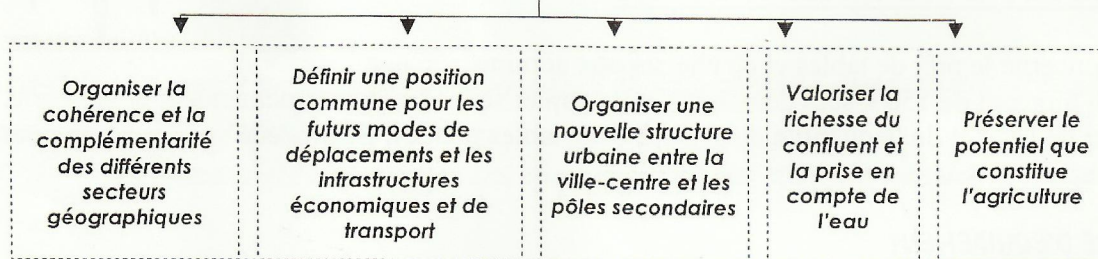 Organiser la
cohérence et la
complémentarité
des différents
secteurs
géographiques
Définir une position
commune pour les
futurs modes de
déplacements et les
infrastructures
économiques et de
transport
Organiser une
nouvelle structure
urbaine entre la
ville-centre et les
pôles secondaires
Valoriser la
richesse du
confluent et
la prise en
compte de
l'eau
Préserver le
potentiel que
constitue
l'agriculture